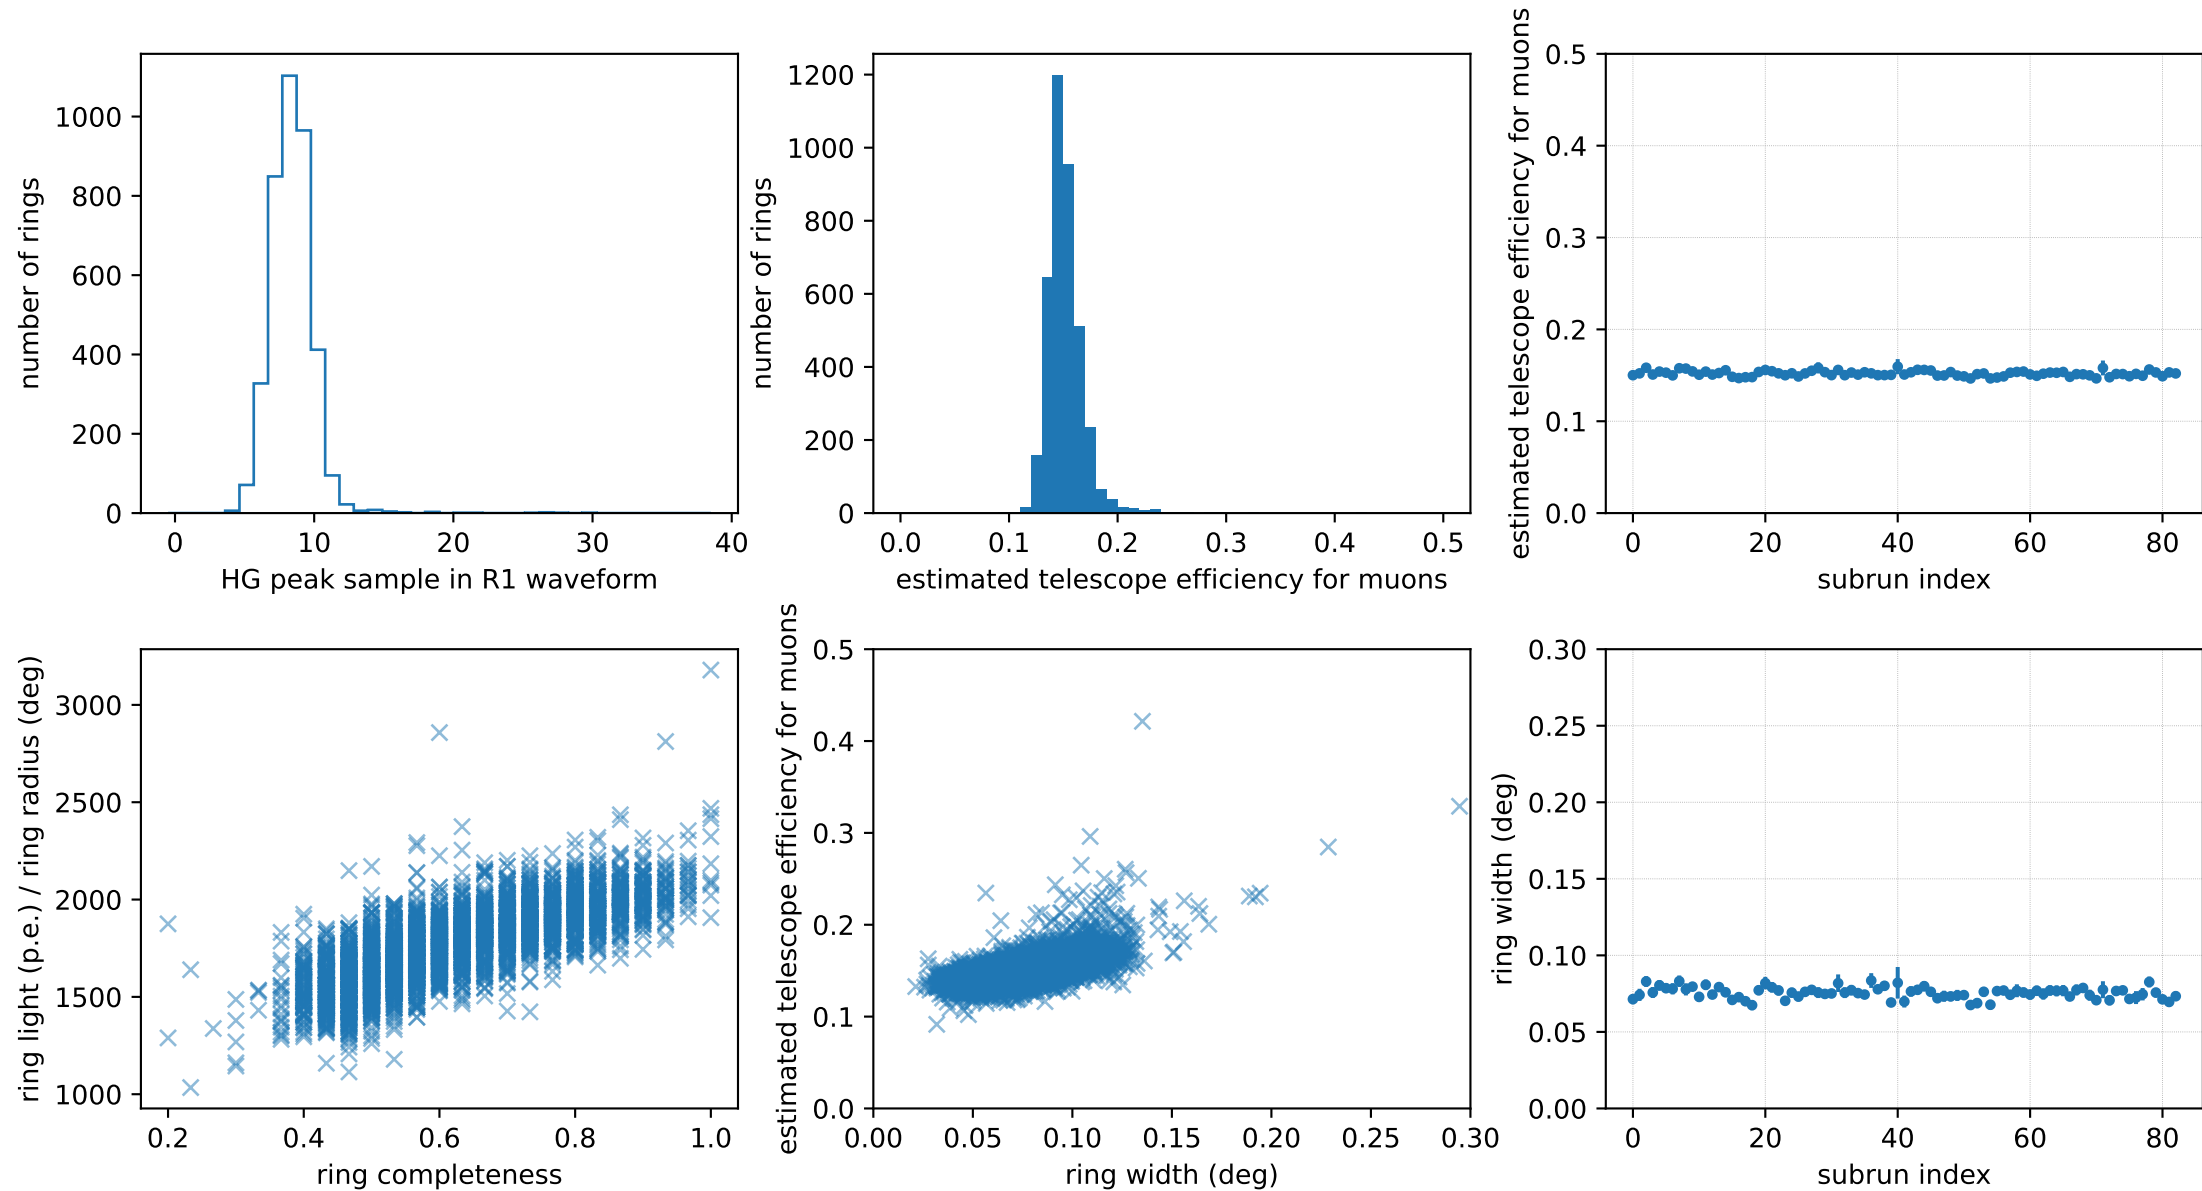 number of rings
1000
800
600
400
200
0
0 10 20 30 40
HG peak sample in R1 waveform
number of rings
1200
1000
800
600
400
200
0
0.0 0.1 0.2 0.3 0.4 0.5
estimated telescope efficiency for muons
estimated telescope efficiency for muons
0.5
0.4
0.3
0.2
0.1
0.0
0 20 40 60 80
subrun index
ring light (p.e.) / ring radius (deg)
3000
2500
2000
1500
1000
0.2 0.4 0.6 0.8 1.0
ring completeness
estimated telescope efficiency for muons
0.5
0.4
0.3
0.2
0.1
0.0
0.00 0.05 0.10 0.15 0.20 0.25 0.30
ring width (deg)
ring width (deg)
0.30
0.25
0.20
0.15
0.10
0.05
0.00
0 20 40 60 80
subrun index